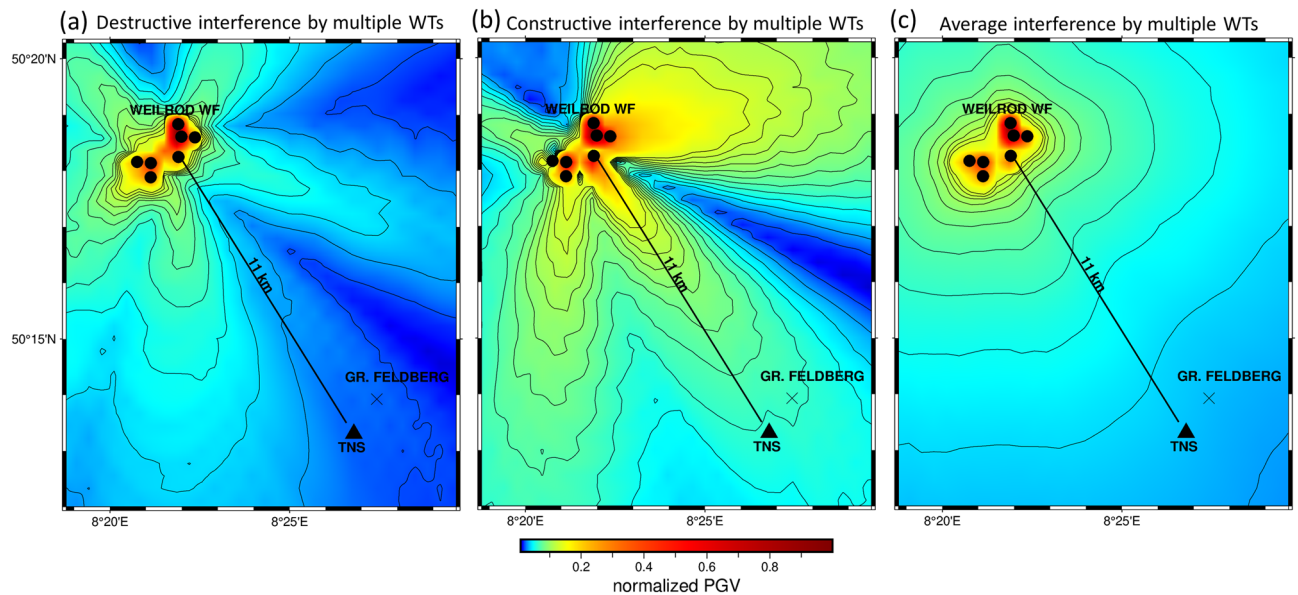 (a) Destructive interference by multiple WTs
(b) Constructive interference by multiple WTs
(c) Average interference by multiple WTs
50°20'N
50°15'N
WEILROD WF
11 km
GR. FELDBERG
TNS
8°20'E
8°25'E
WEILROD WF
11 km
GR. FELDBERG
TNS
8°20'E
8°25'E
WEILROD WF
11 km
GR. FELDBERG
TNS
8°20'E
8°25'E
0.2 0.4 0.6 0.8
normalized PGV